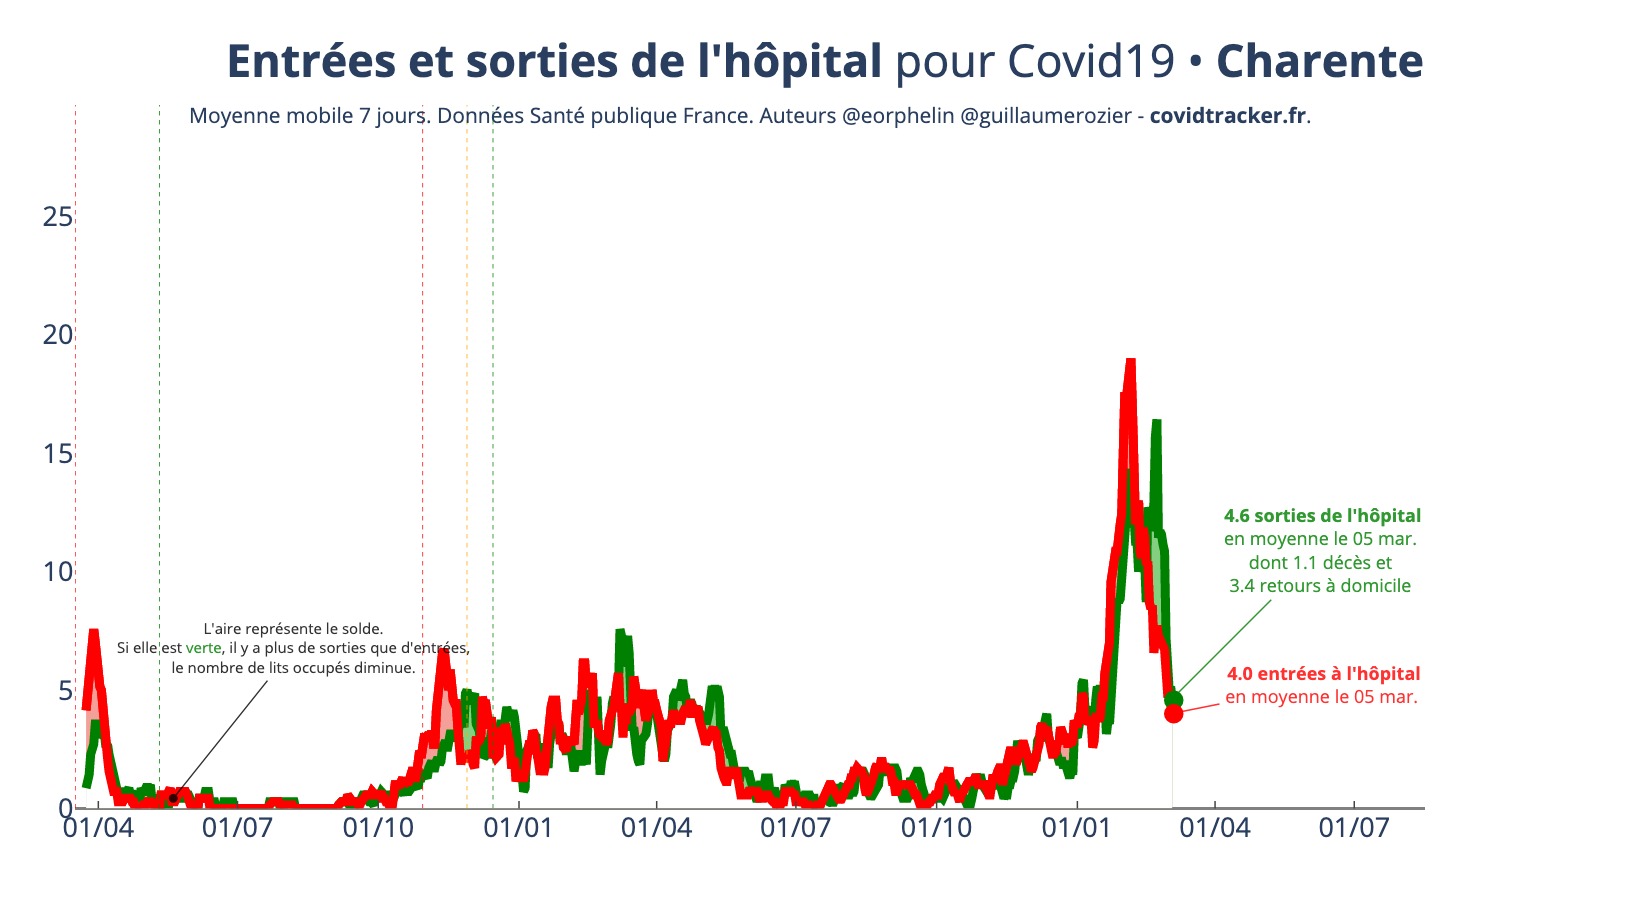 Entrées et sorties de l'hôpital pour Covid19 • Charente
Moyenne mobile 7 jours. Données Santé publique France. Auteurs @eorphelin @guillaumerozier - covidtracker.fr.
25
20
15
10
5
0
4.6 sorties de l'hôpital
en moyenne le 05 mar.
dont 1.1 décès et
3.4 retours à domicile
L'aire représente le solde.
Si elle est verte, il y a plus de sorties que d'entrées,
le nombre de lits occupés diminue.
4.0 entrées à l'hôpital
en moyenne le 05 mar.
01/04 01/07 01/10 01/01 01/04 01/07 01/10 01/01 01/04 01/07